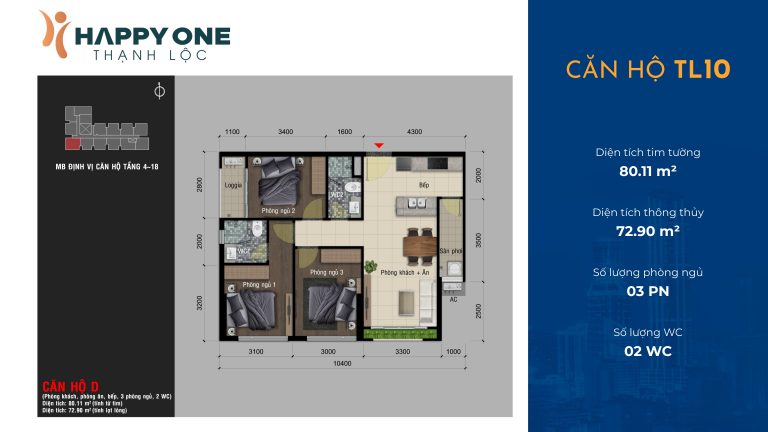 HAPPY ONE
THẠNH LỘC
MB ĐỊNH VỊ CĂN HỘ TẦNG 4-18
CĂN HỘ D
(Phòng khách, phòng ăn, bếp, 3 phòng ngủ, 2 WC)
Diện tích: 80.11 m² (tính từ tim)
Diện tích: 72.90 m² (tính lọt lòng)
1100 3400 1600 4300
2800
2000
3200
2000
3500
2500
Loggia
Phòng ngủ 2
WC2
Bếp
WC1
Sân phơi
Phòng ngủ 1
Phòng ngủ 3
Phòng khách + Ăn
AC
3100 3000 3300 1000
10400
CĂN HỘ TL10
Diện tích tim tường
80.11 m²
Diện tích thông thủy
72.90 m²
Số lượng phòng ngủ
03 PN
Số lượng WC
02 WC